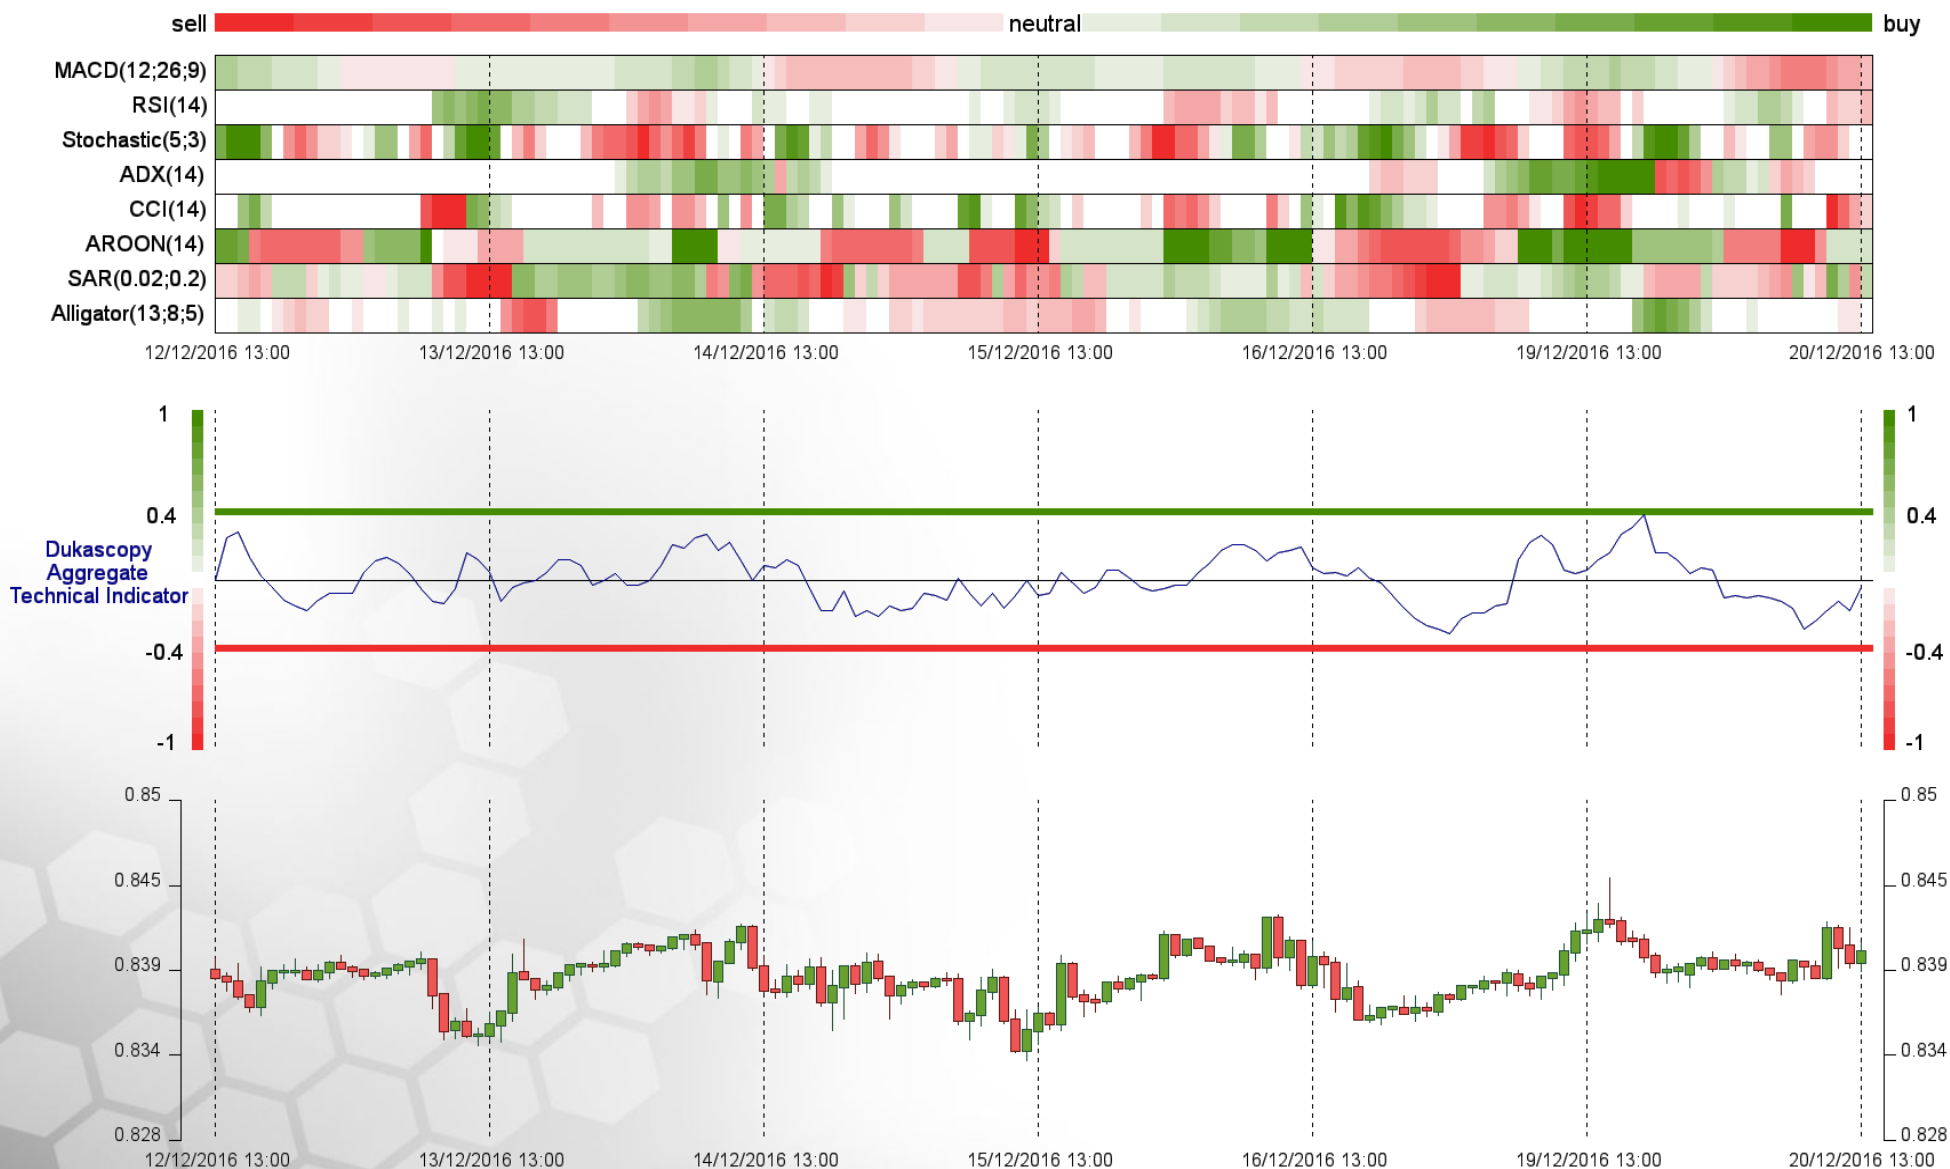 sell neutral buy
MACD(12;26;9)
RSI(14)
Stochastic(5;3)
ADX(14)
CCI(14)
AROON(14)
SAR(0.02;0.2)
Alligator(13;8;5)
12/12/2016 13:00 13/12/2016 13:00 14/12/2016 13:00 15/12/2016 13:00 16/12/2016 13:00 19/12/2016 13:00 20/12/2016 13:00
1 1
0.4 0.4
Dukascopy
Aggregate
Technical Indicator
-0.4 -0.4
-1 -1
0.85 0.85
0.845 0.845
0.839 0.839
0.834 0.834
0.828 0.828
12/12/2016 13:00 13/12/2016 13:00 14/12/2016 13:00 15/12/2016 13:00 16/12/2016 13:00 19/12/2016 13:00 20/12/2016 13:00